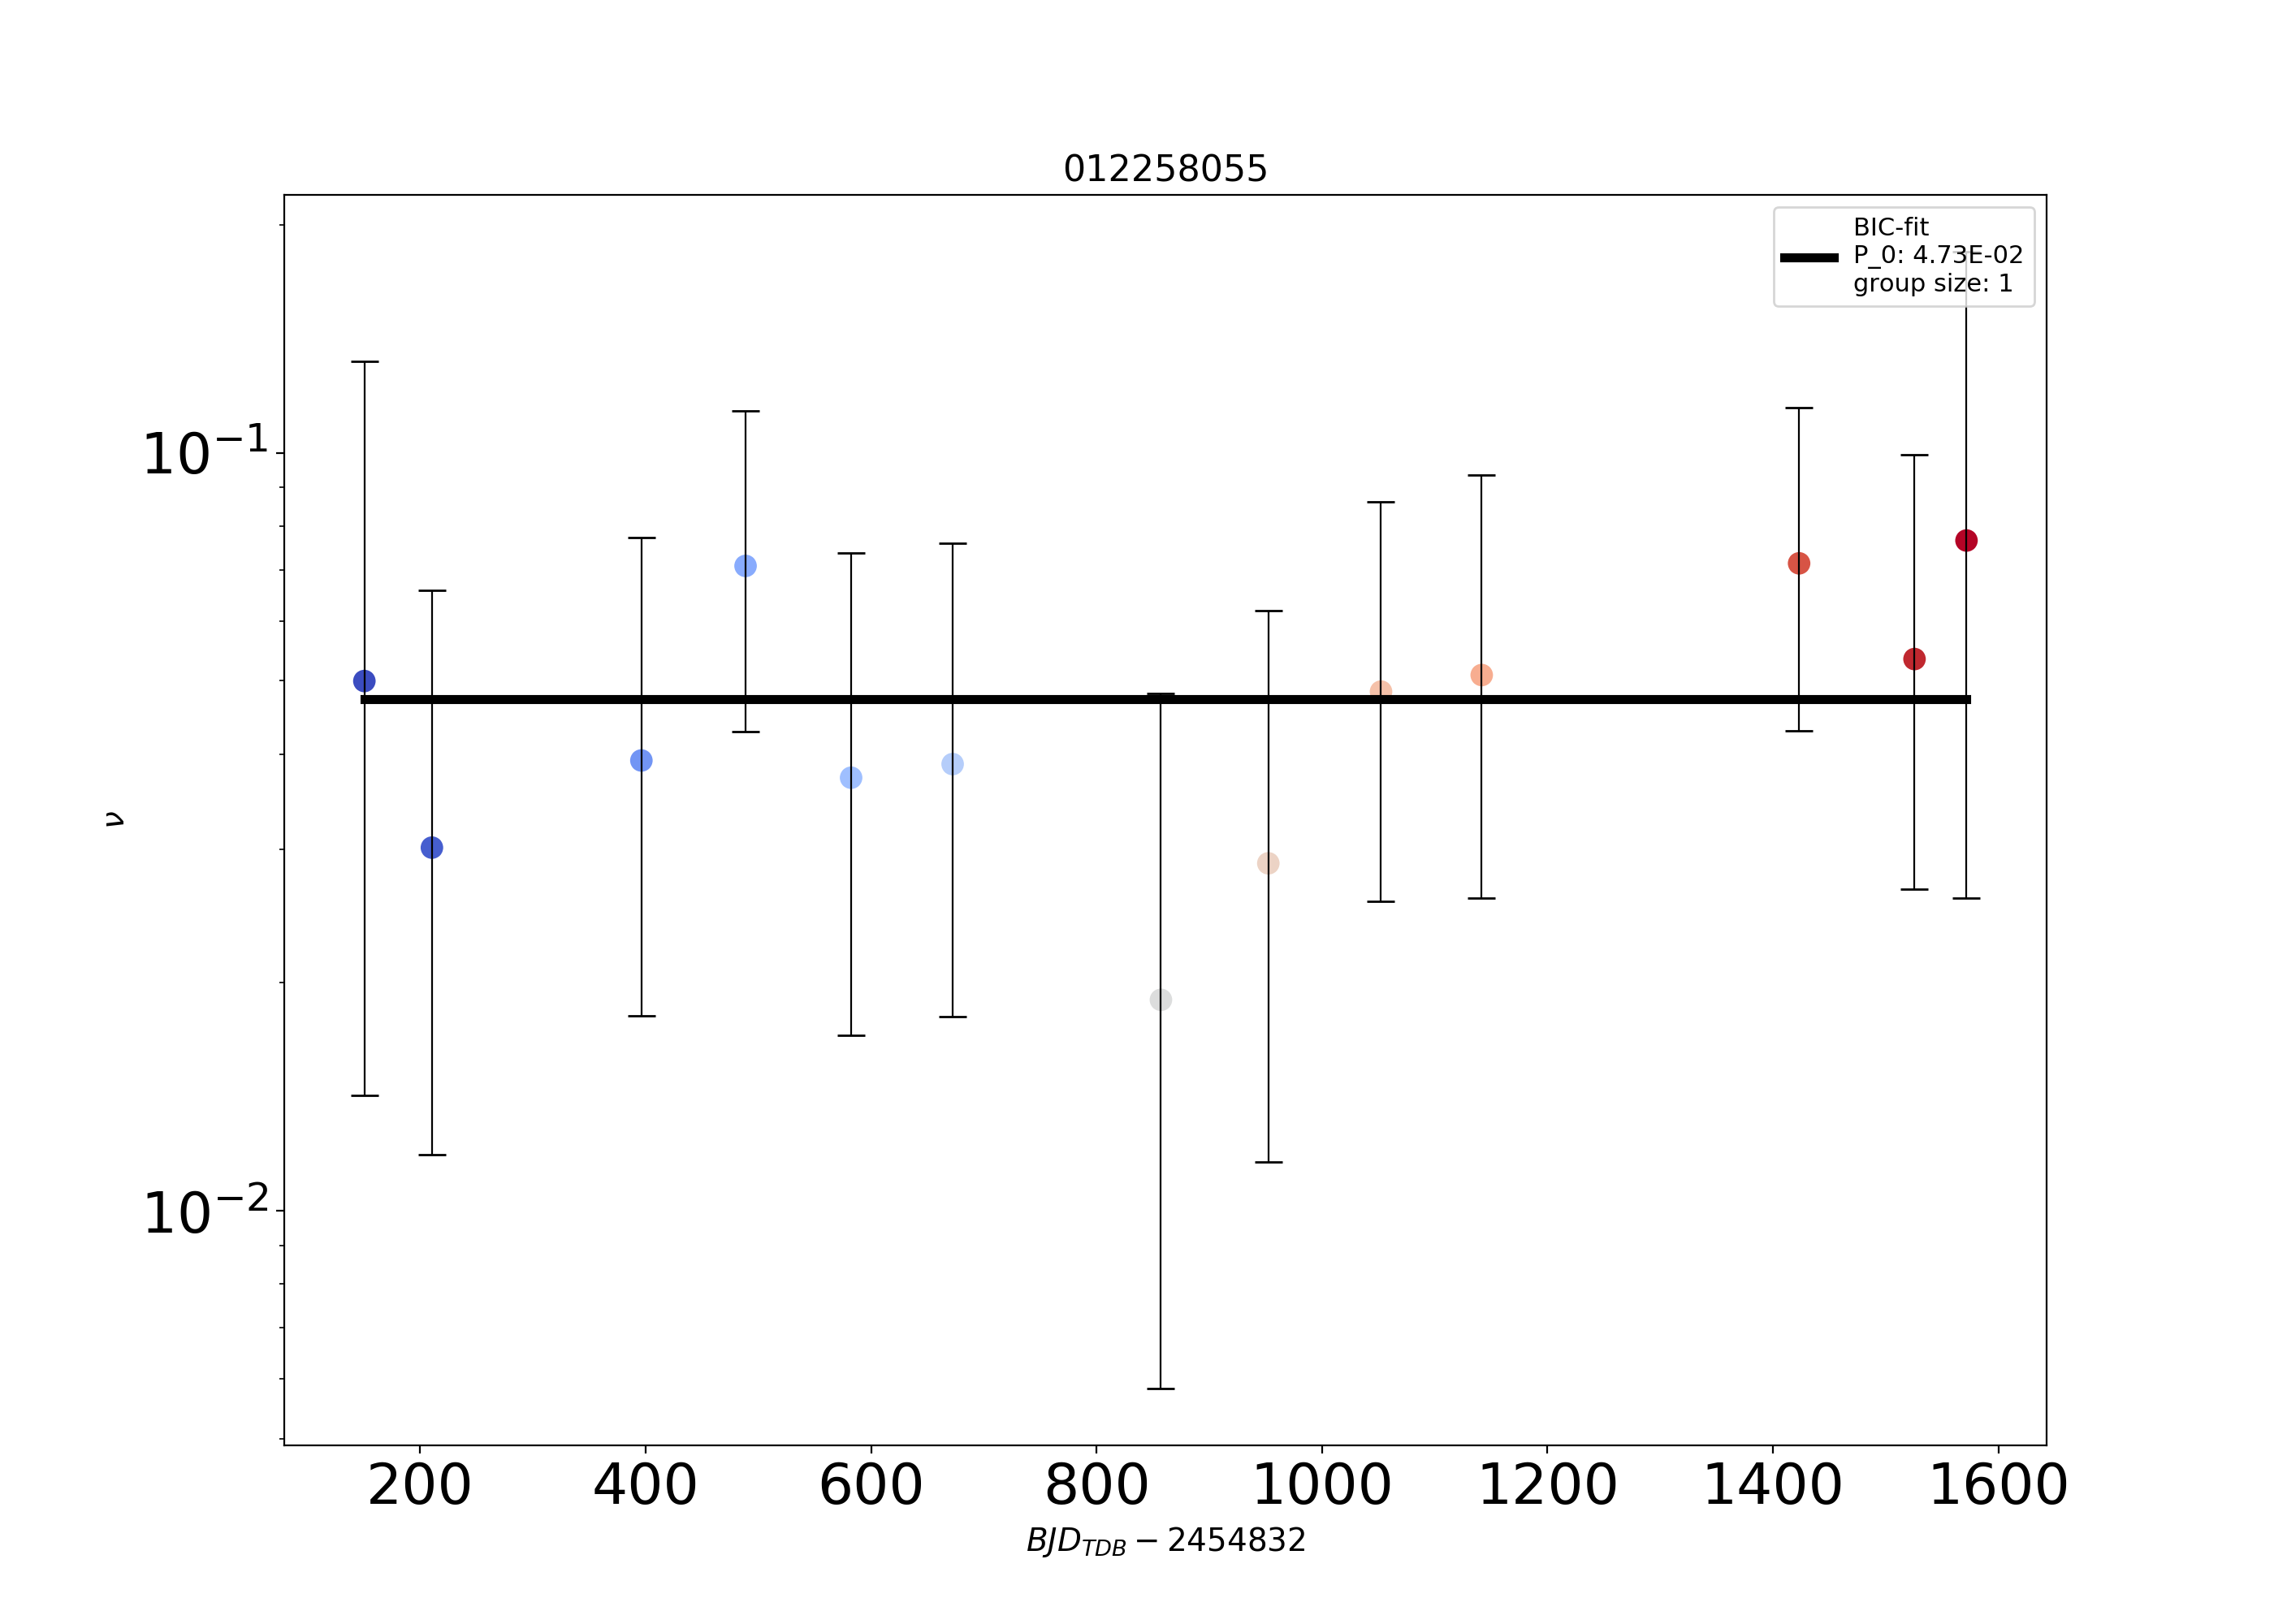 012258055
BIC-fit
P_0: 4.73E-02
group size: 1
10⁻¹
10⁻²
ν
200 400 600 800 1000 1200 1400 1600
BJD_TDB − 2454832